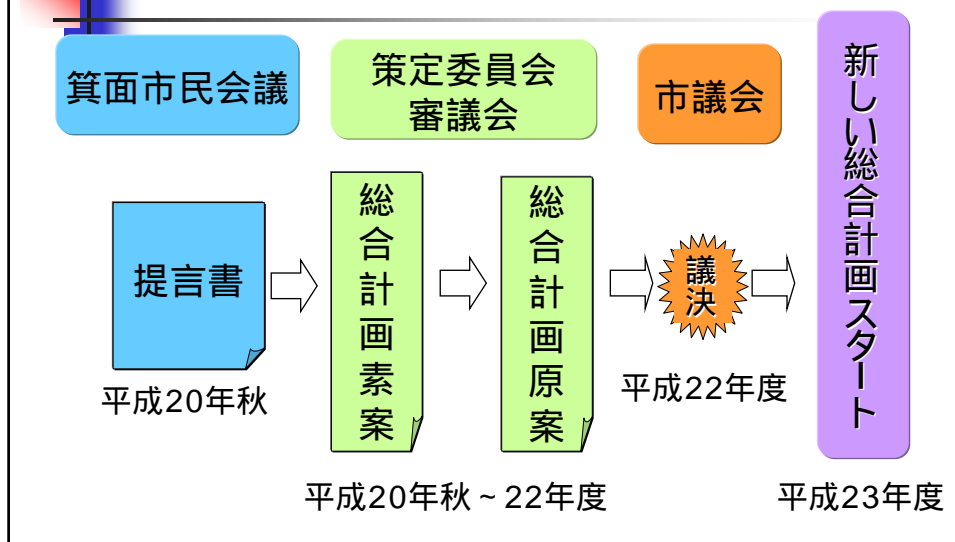 箕面市民会議
策定委員会
審議会
市議会
新しい総合計画スタート
提言書
総合計画素案
総合計画原案
議決
平成20年秋
平成22年度
平成20年秋~22年度
平成23年度